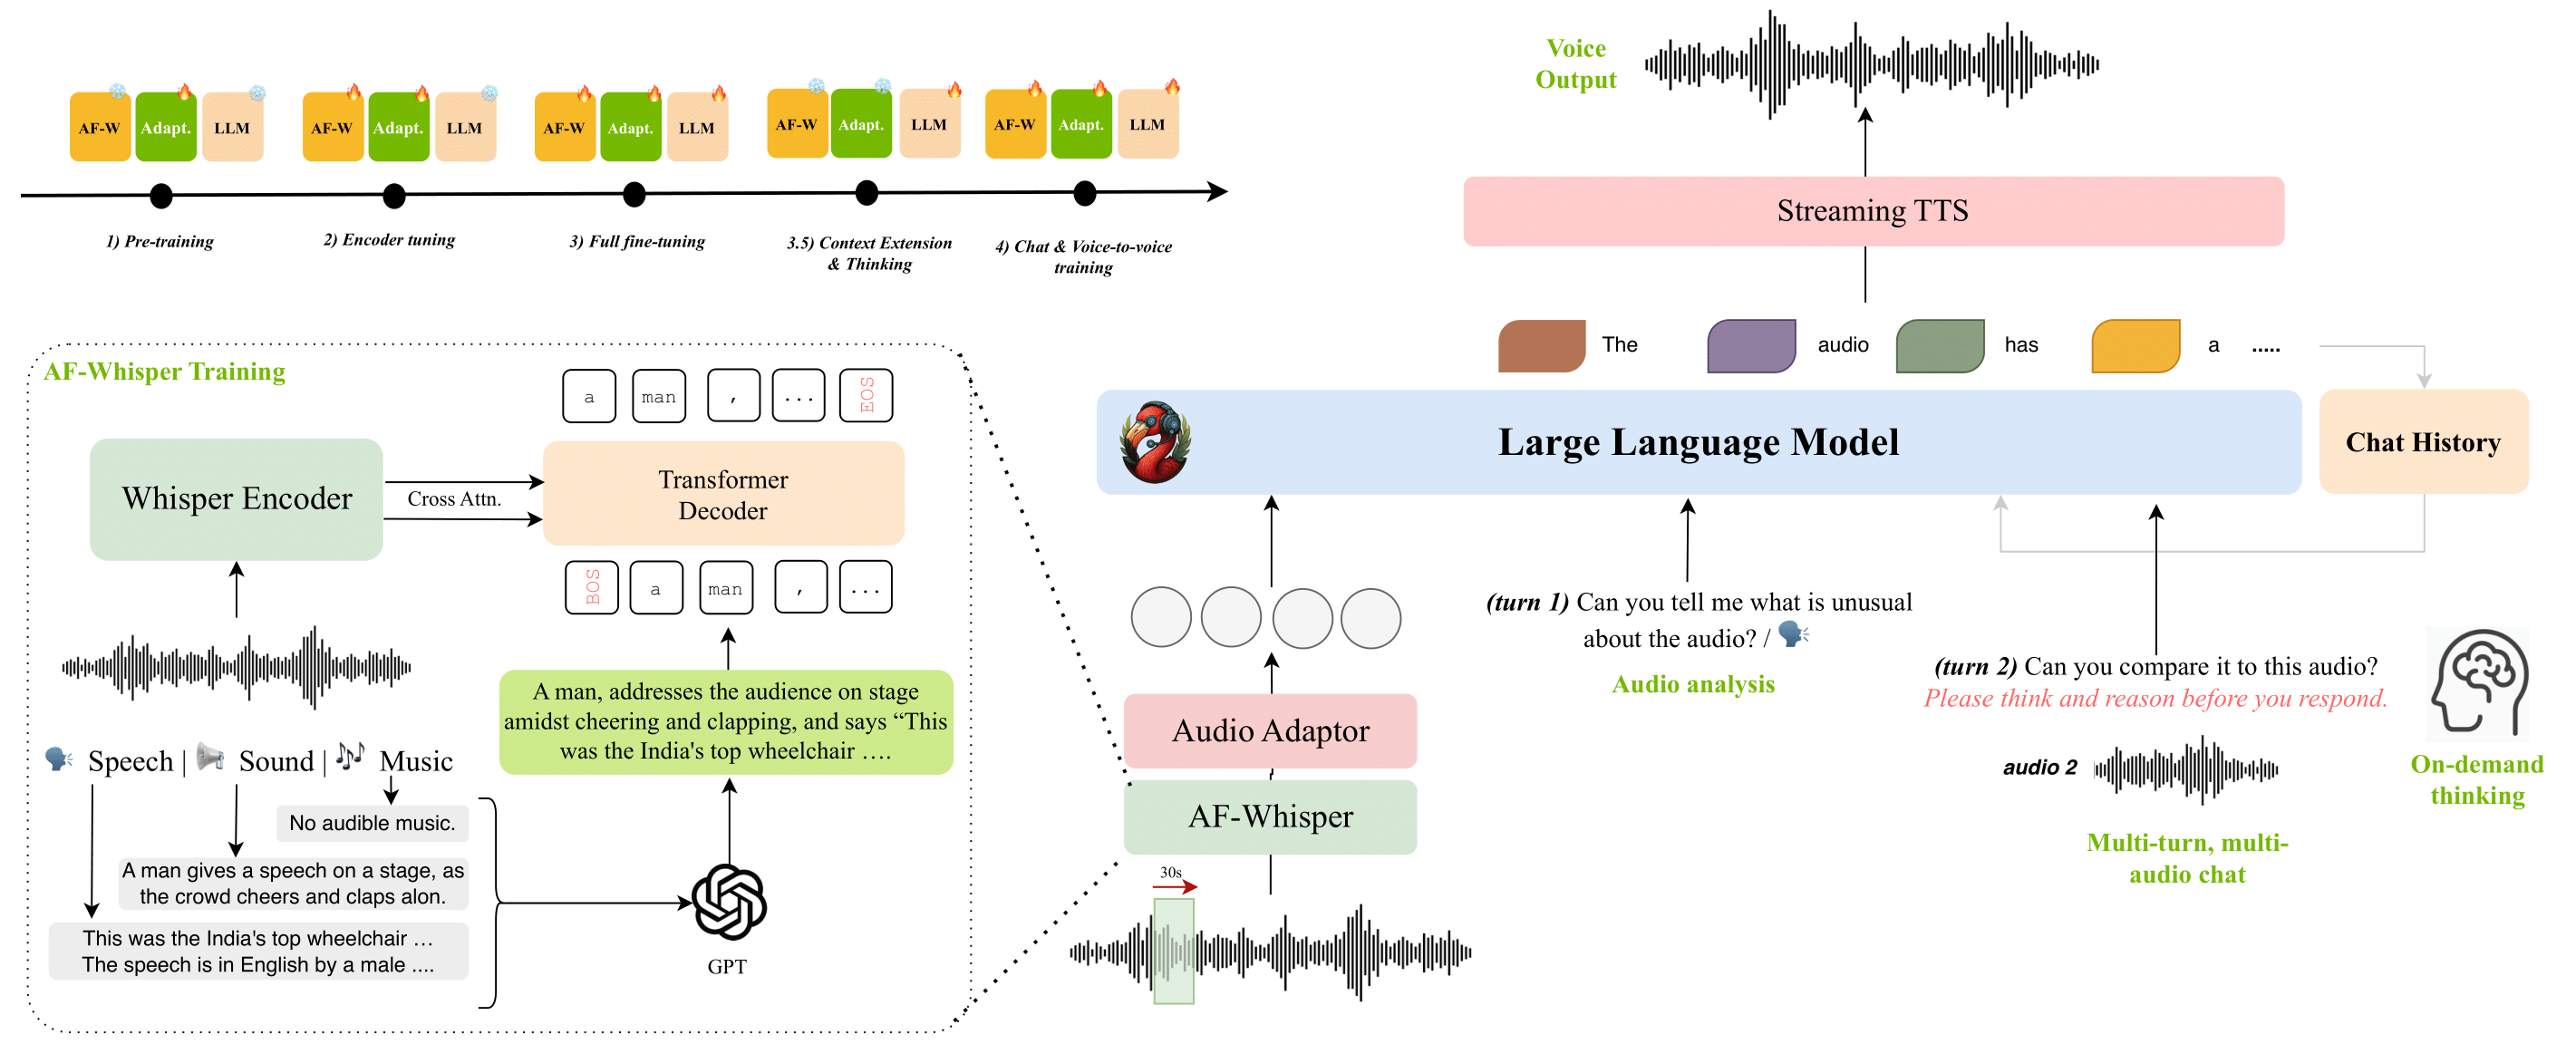 AF-W Adapt. LLM
AF-W Adapt. LLM
AF-W Adapt. LLM
AF-W Adapt. LLM
AF-W Adapt. LLM
1) Pre-training
2) Encoder tuning
3) Full fine-tuning
3.5) Context Extension
& Thinking
4) Chat & Voice-to-voice
training
AF-Whisper Training
a man , ... EOS
Whisper Encoder
Cross Attn.
Transformer
Decoder
BOS a man , ...
A man, addresses the audience on stage
amidst cheering and clapping, and says “This
was the India's top wheelchair ….
Speech | Sound | Music
No audible music.
A man gives a speech on a stage, as
the crowd cheers and claps alon.
This was the India's top wheelchair …
The speech is in English by a male ....
GPT
Voice
Output
Streaming TTS
The audio has a .....
Large Language Model
Chat History
(turn 1) Can you tell me what is unusual
about the audio? /
Audio analysis
(turn 2) Can you compare it to this audio?
Please think and reason before you respond.
audio 2
Multi-turn, multi-
audio chat
On-demand
thinking
Audio Adaptor
AF-Whisper
30s